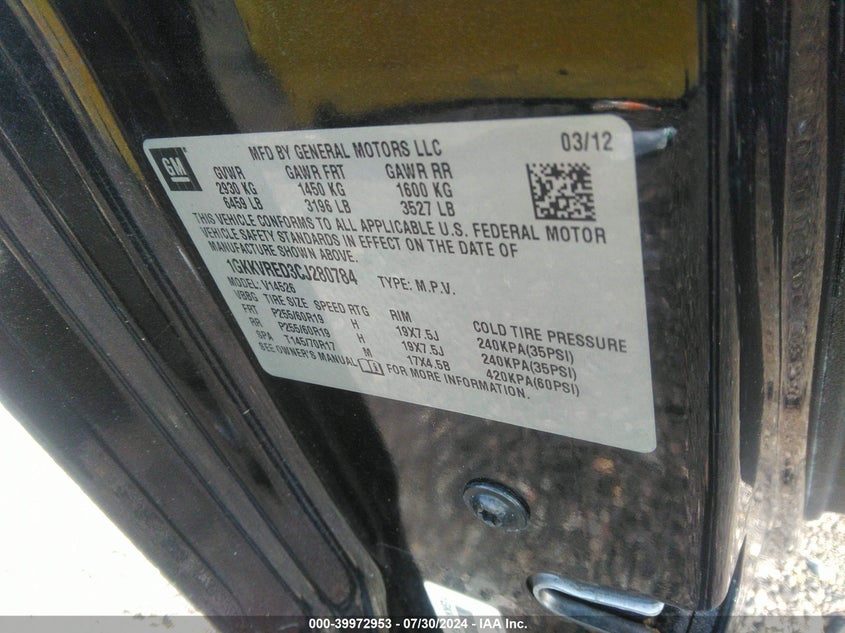 GM
MFD BY GENERAL MOTORS LLC 03/12
GVWR GAWR FRT GAWR RR
2930 KG 1450 KG 1600 KG
6459 LB 3196 LB 3527 LB
THIS VEHICLE CONFORMS TO ALL APPLICABLE U.S. FEDERAL MOTOR
VEHICLE SAFETY STANDARDS IN EFFECT ON THE DATE OF
MANUFACTURE SHOWN ABOVE.
1GKKVRED3CJ280784 TYPE: M.P.V.
MODEL: V14526
VBBG TIRE SIZE SPEED RTG RIM COLD TIRE PRESSURE
FRT P255/60R19 H 19X7.5J 240KPA(35PSI)
RR P255/60R19 H 19X7.5J 240KPA(35PSI)
SPA T145/70R17 M 17X4.5B 420KPA(60PSI)
SEE OWNER'S MANUAL FOR MORE INFORMATION.
000-39972953 / 07/30/2024 - IAA Inc.